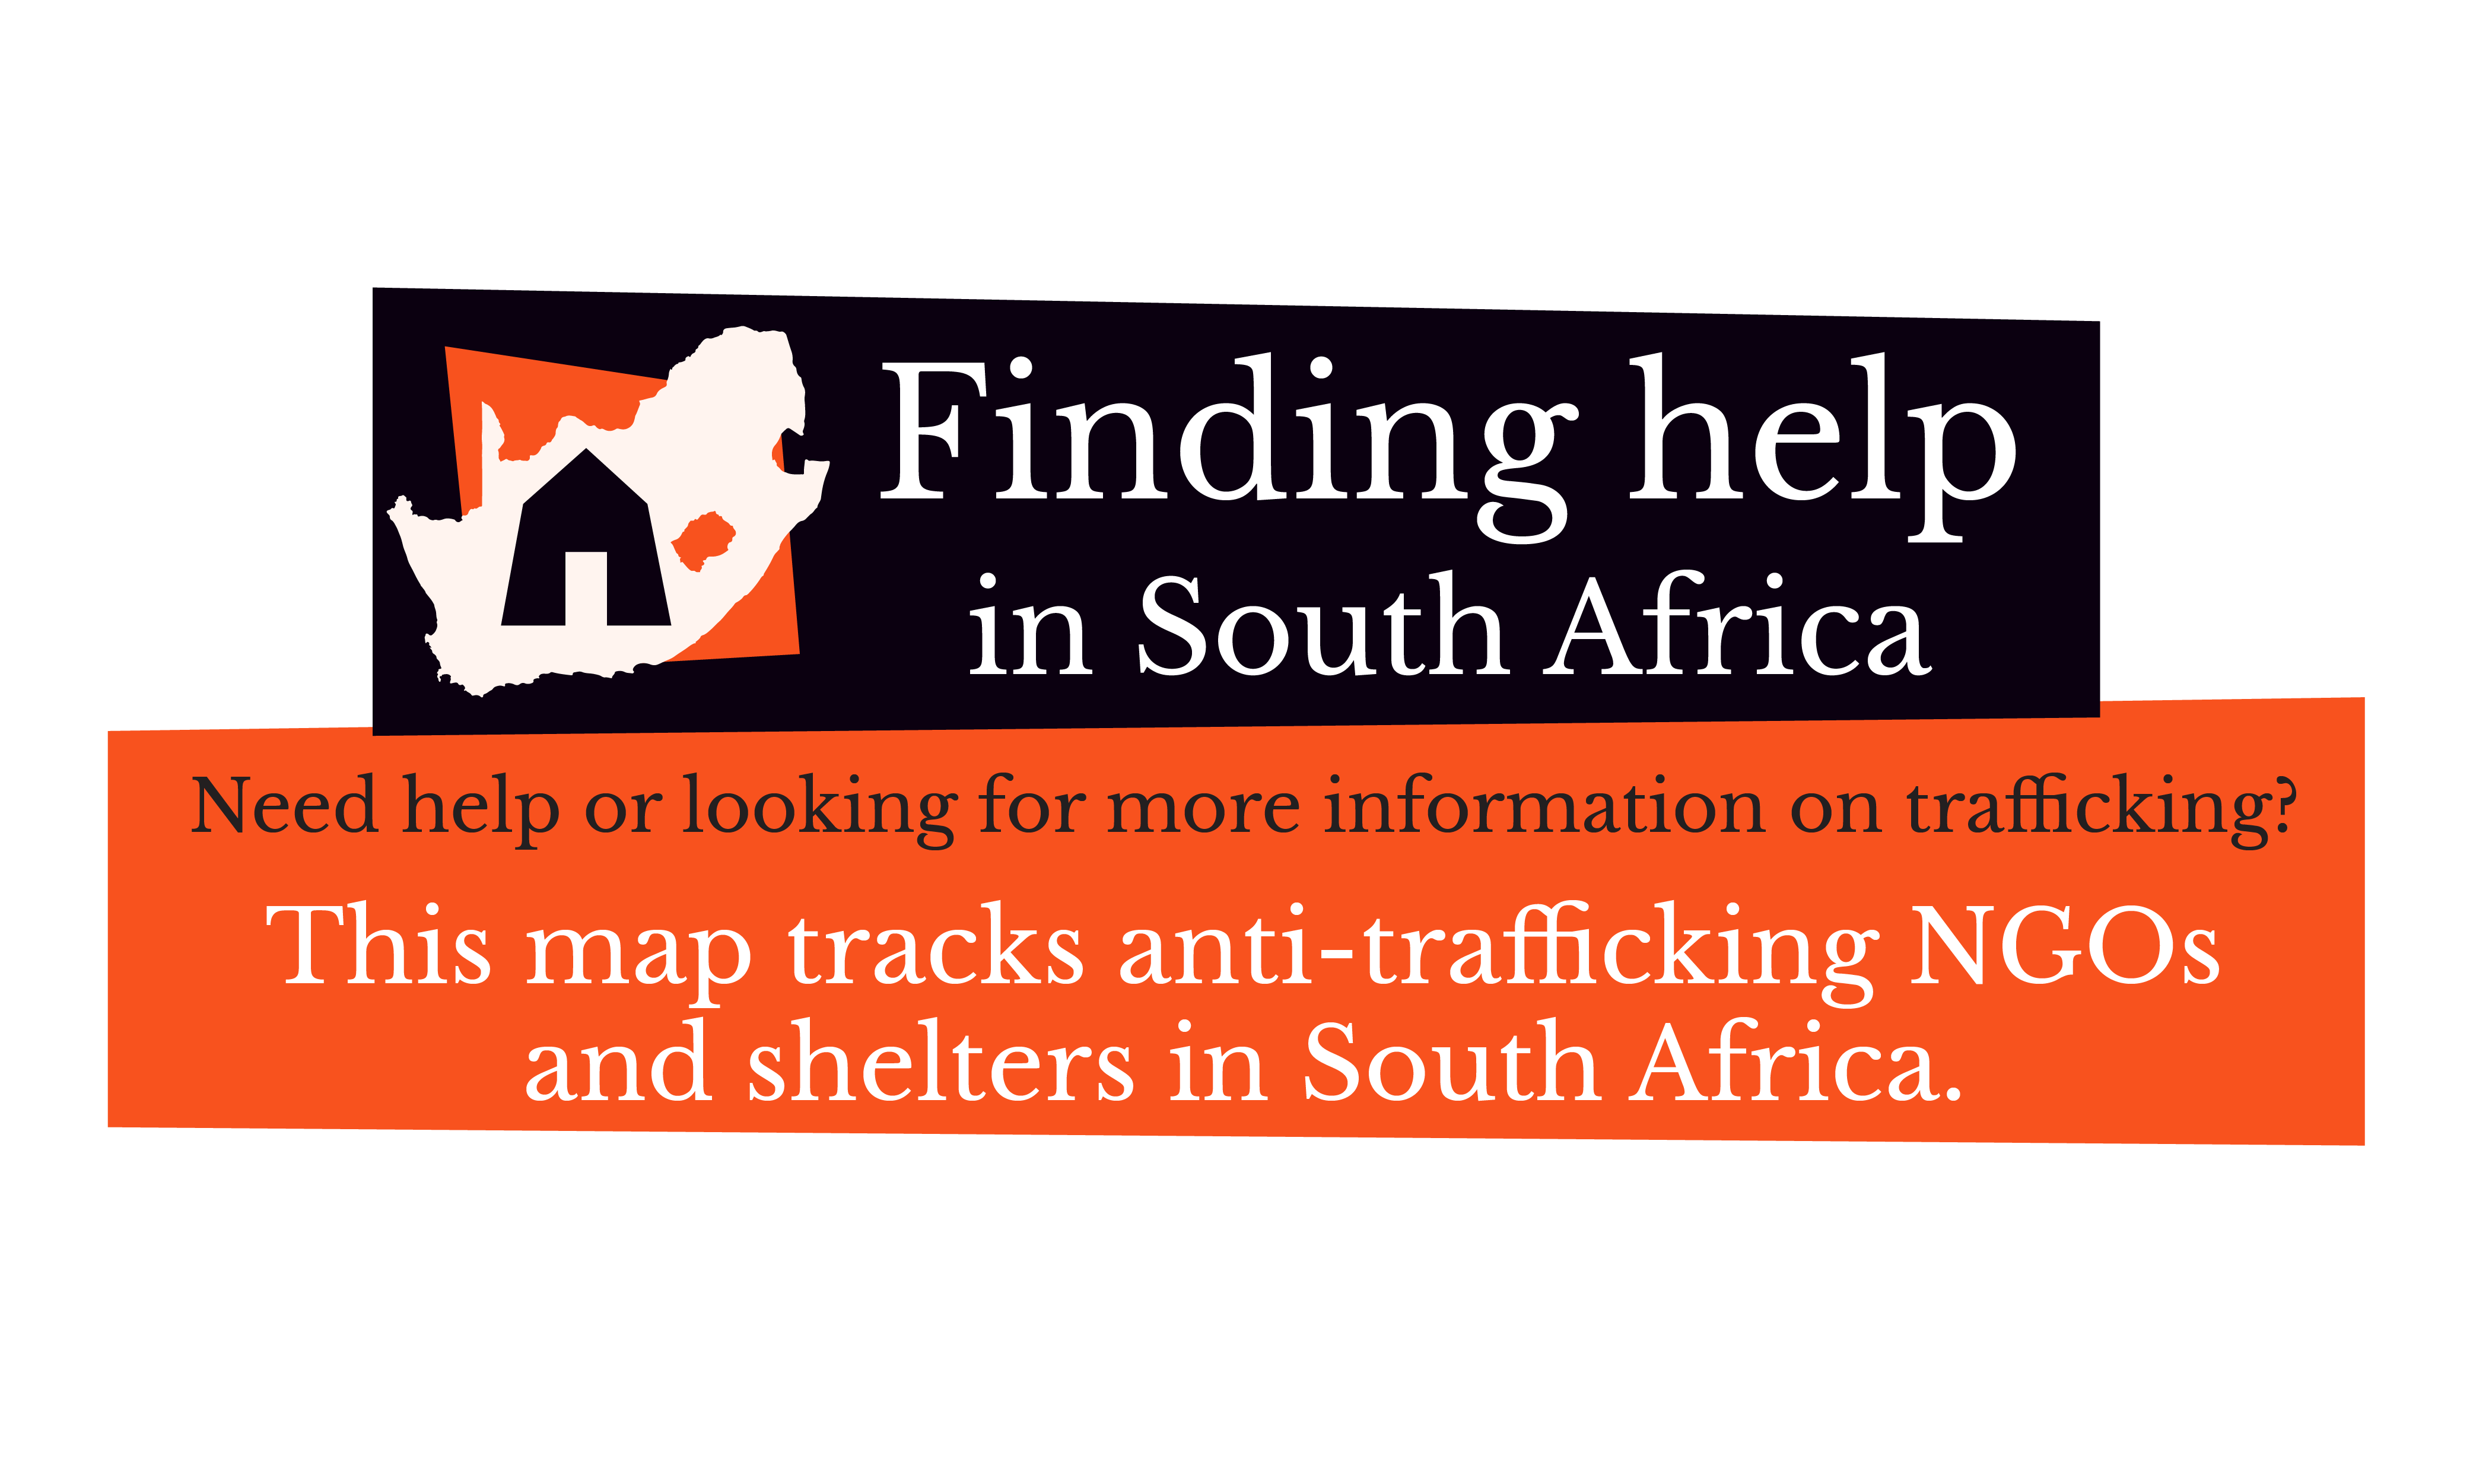 Finding help
in South Africa
Need help or looking for more information on trafficking?
This map tracks anti-trafficking NGOs
and shelters in South Africa.